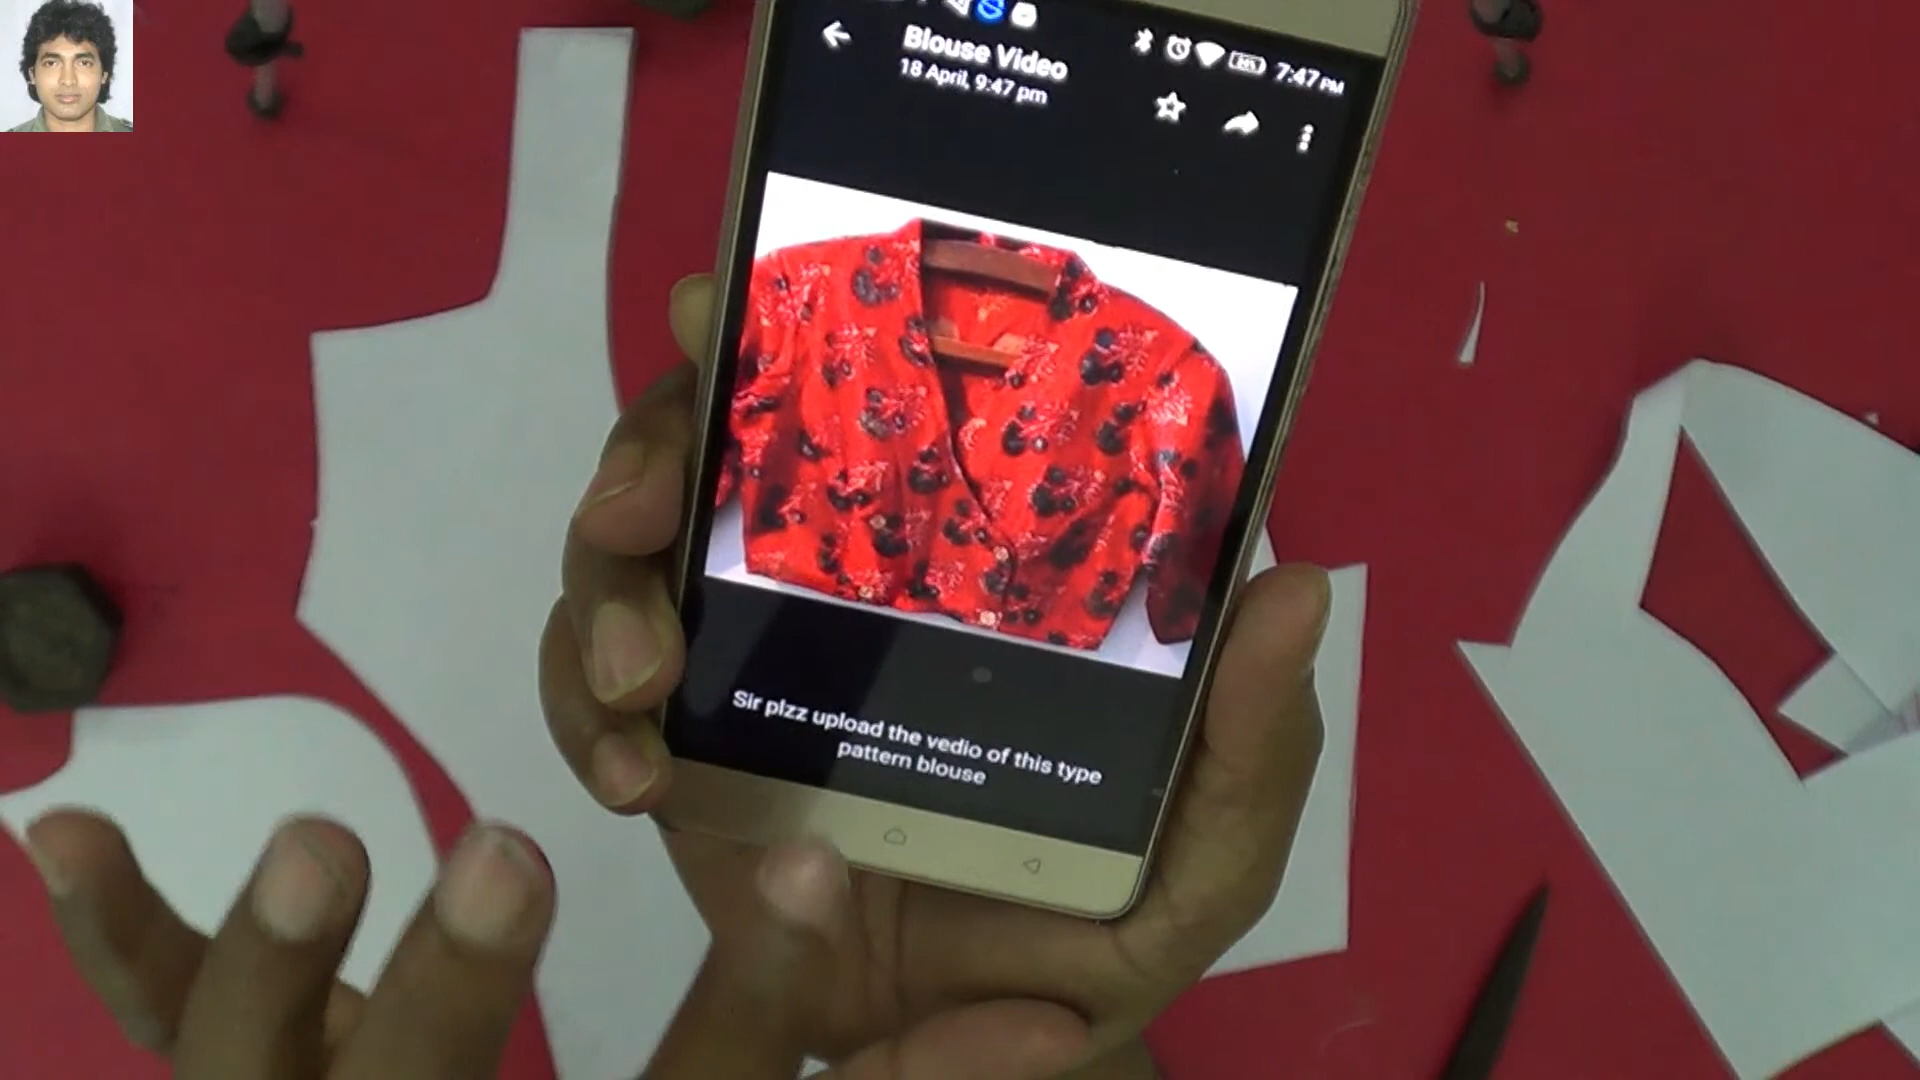 7:47 PM
Blouse Video
18 April, 9:47 pm
Sir plzz upload the vedio of this type
pattern blouse